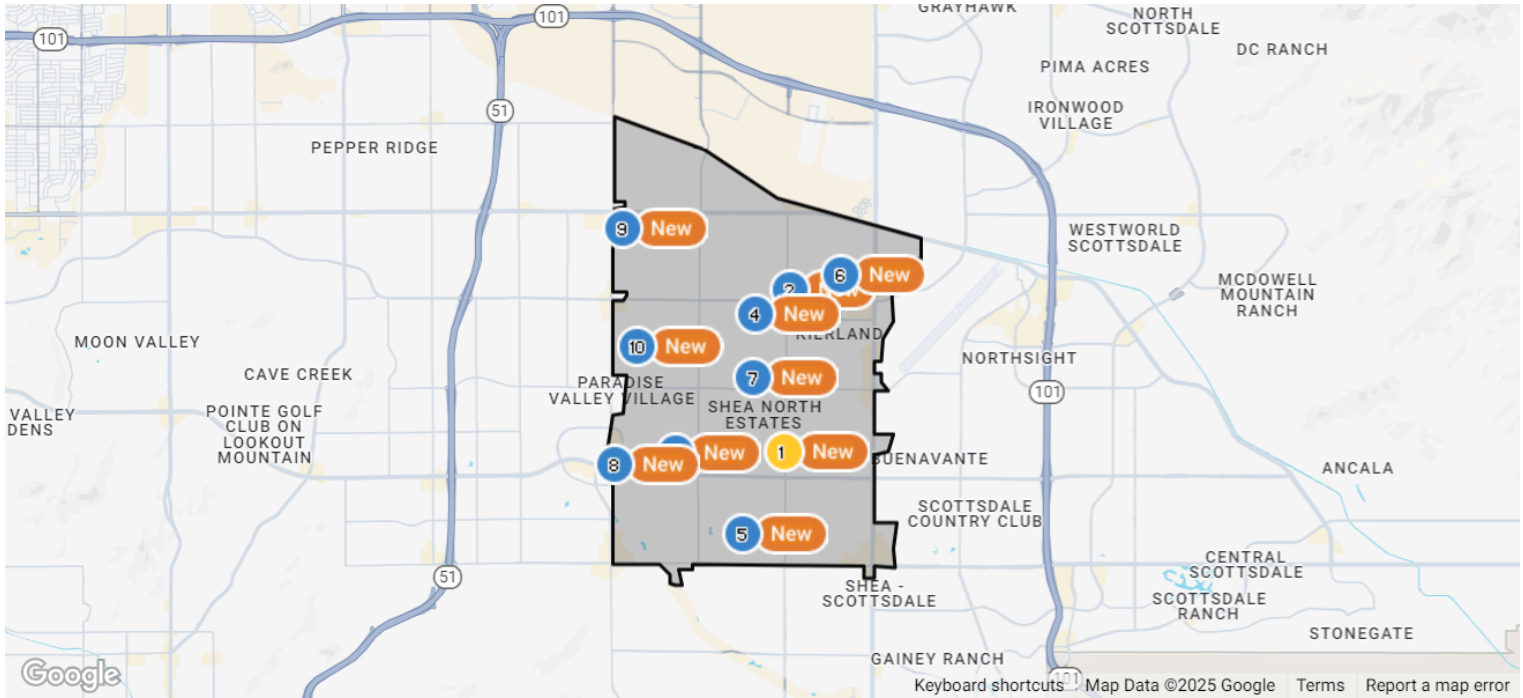 GRAYHAWK
101
NORTH
SCOTTSDALE
101
DC RANCH
PIMA ACRES
51
IRONWOOD
VILLAGE
PEPPER RIDGE
9 New
WESTWORLD
SCOTTSDALE
6 New
2
MCDOWELL
MOUNTAIN
RANCH
4 New
KIERLAND
MOON VALLEY
10 New
NORTHSIGHT
CAVE CREEK
7 New
PARADISE
VALLEY VILLAGE
101
SHEA NORTH
ESTATES
VALLEY
DENS
POINTE GOLF
CLUB ON
LOOKOUT
MOUNTAIN
New
1 New
BUENAVANTE
8 New
ANCALA
SCOTTSDALE
COUNTRY CLUB
5 New
CENTRAL
SCOTTSDALE
51
SHEA -
SCOTTSDALE
SCOTTSDALE
RANCH
STONEGATE
GAINEY RANCH
Google
101
Keyboard shortcuts Map Data ©2025 Google Terms Report a map error